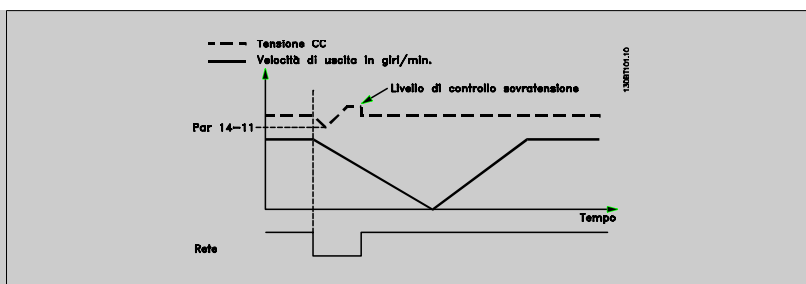 Tensione CC
Velocità di uscita in giri/min.
130BT101.10
Livello di controllo sovratensione
Par 14-11
Tempo
Rete